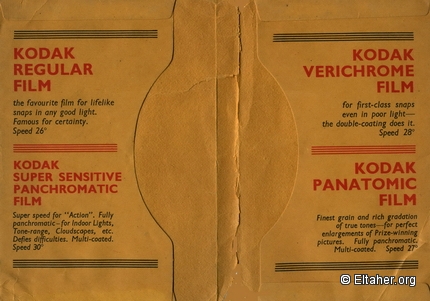 KODAK
REGULAR
FILM
the favourite film for lifelike
snaps in any good light.
Famous for certainty.
Speed 26°
KODAK
SUPER SENSITIVE
PANCHROMATIC
FILM
Super speed for "Action". Fully
panchromatic—for Indoor Lights,
Tone-range, Cloudscapes, etc.
Defies difficulties. Multi-coated.
Speed 30°
KODAK
VERICHROME
FILM
for first-class snaps
even in poor light—
the double-coating does it.
Speed 28°
KODAK
PANATOMIC
FILM
Finest grain and rich gradation
of true tones—for perfect
enlargements of Prize-winning
pictures. Fully panchromatic.
Multi-coated. Speed 27°
© Eltaher.org